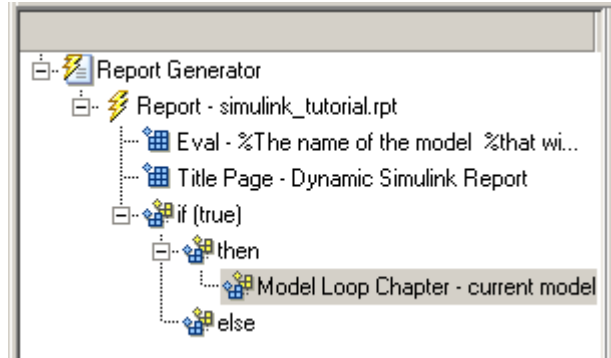 Report Generator
Report - simulink_tutorial.rpt
Eval - %The name of the model  %that wi...
Title Page - Dynamic Simulink Report
if (true)
then
Model Loop Chapter - current model
else